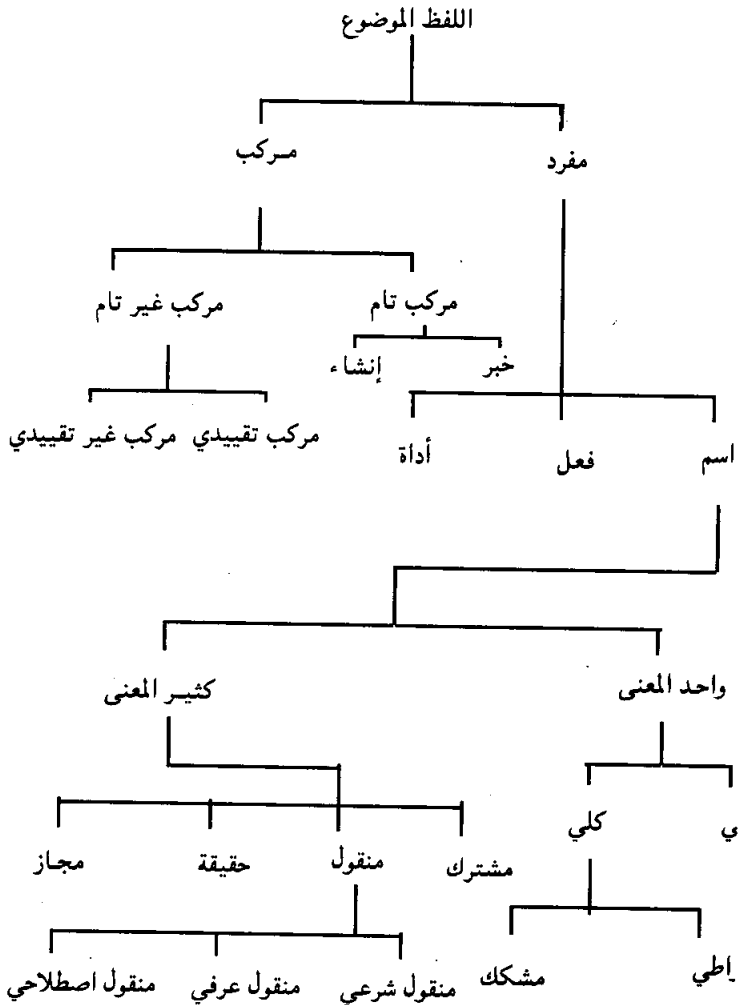 اللفظ الموضوع
مفرد
مركب
مركب تام
مركب غير تام
خبر
إنشاء
مركب تقييدي
مركب غير تقييدي
اسم
فعل
أداة
واحد المعنى
كثير المعنى
كلي
مشترك
منقول
حقيقة
مجاز
مشكك
منقول شرعي
منقول عرفي
منقول اصطلاحي